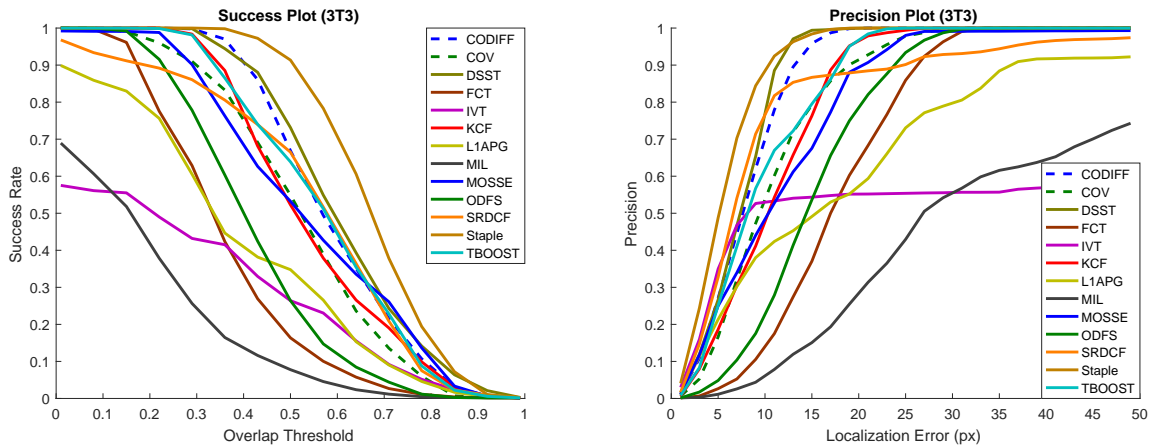 Success Plot (3T3)
Success Rate
1
0.9
0.8
0.7
0.6
0.5
0.4
0.3
0.2
0.1
0
0 0.1 0.2 0.3 0.4 0.5 0.6 0.7 0.8 0.9 1
Overlap Threshold
CODIFF
COV
DSST
FCT
IVT
KCF
L1APG
MIL
MOSSE
ODFS
SRDCF
Staple
TBOOST
Precision Plot (3T3)
Precision
1
0.9
0.8
0.7
0.6
0.5
0.4
0.3
0.2
0.1
0
0 5 10 15 20 25 30 35 40 45 50
Localization Error (px)
CODIFF
COV
DSST
FCT
IVT
KCF
L1APG
MIL
MOSSE
ODFS
SRDCF
Staple
TBOOST